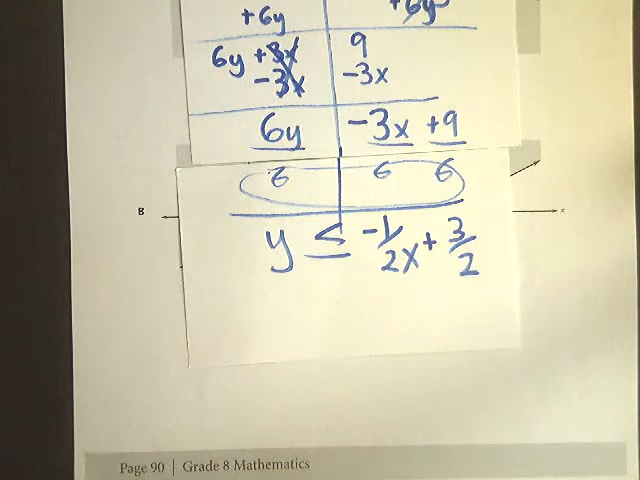 +6y +6y
6y +3x 9
-3x -3x
6y -3x +9
6 6 6
B x
y ≤ -1/2x + 3/2
Page 90 | Grade 8 Mathematics